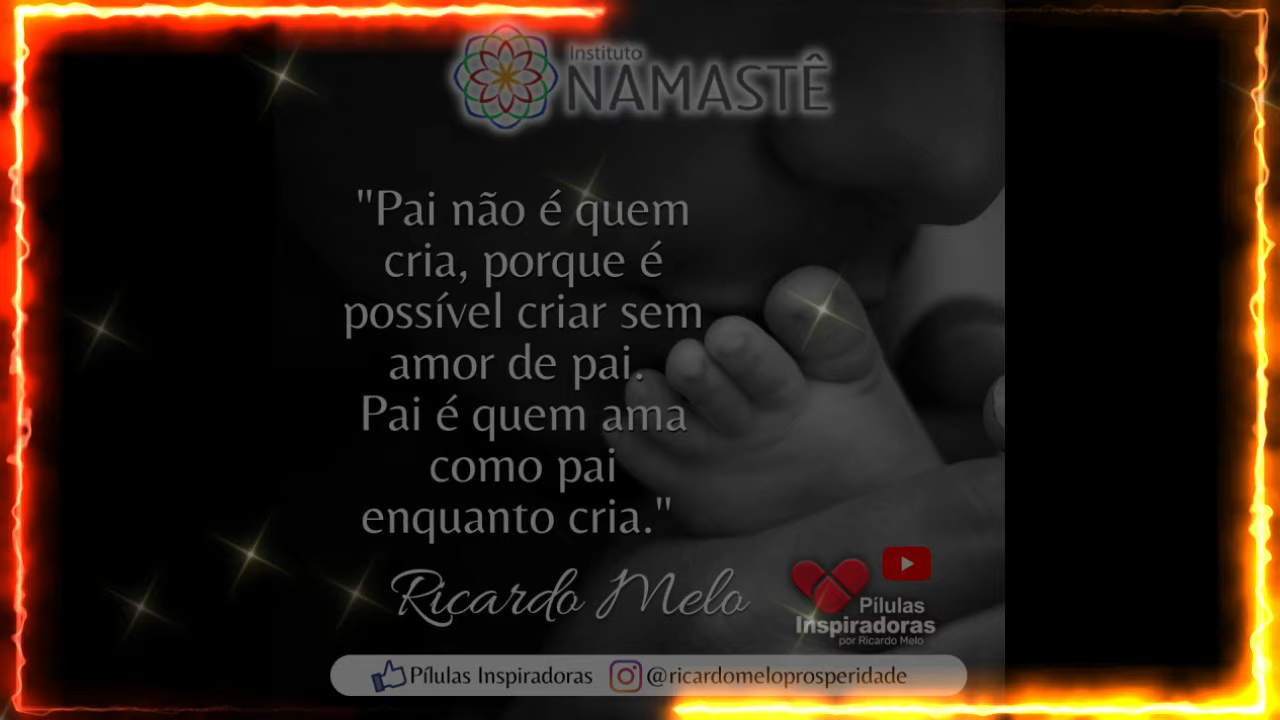 Instituto
NAMASTÊ
"Pai não é quem
cria, porque é
possível criar sem
amor de pai.
Pai é quem ama
como pai
enquanto cria."
Ricardo Melo
Pílulas
Inspiradoras
por Ricardo Melo
Pílulas Inspiradoras @ricardomeloprosperidade